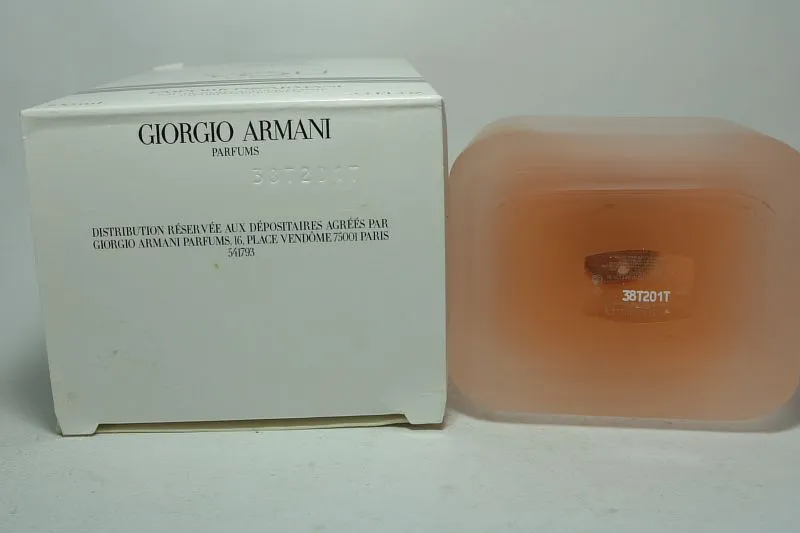 GIORGIO ARMANI
PARFUMS
38T201T
DISTRIBUTION RÉSERVÉE AUX DÉPOSITAIRES AGRÉÉS PAR
GIORGIO ARMANI PARFUMS, 16, PLACE VENDÔME 75001 PARIS
541793
38T201T